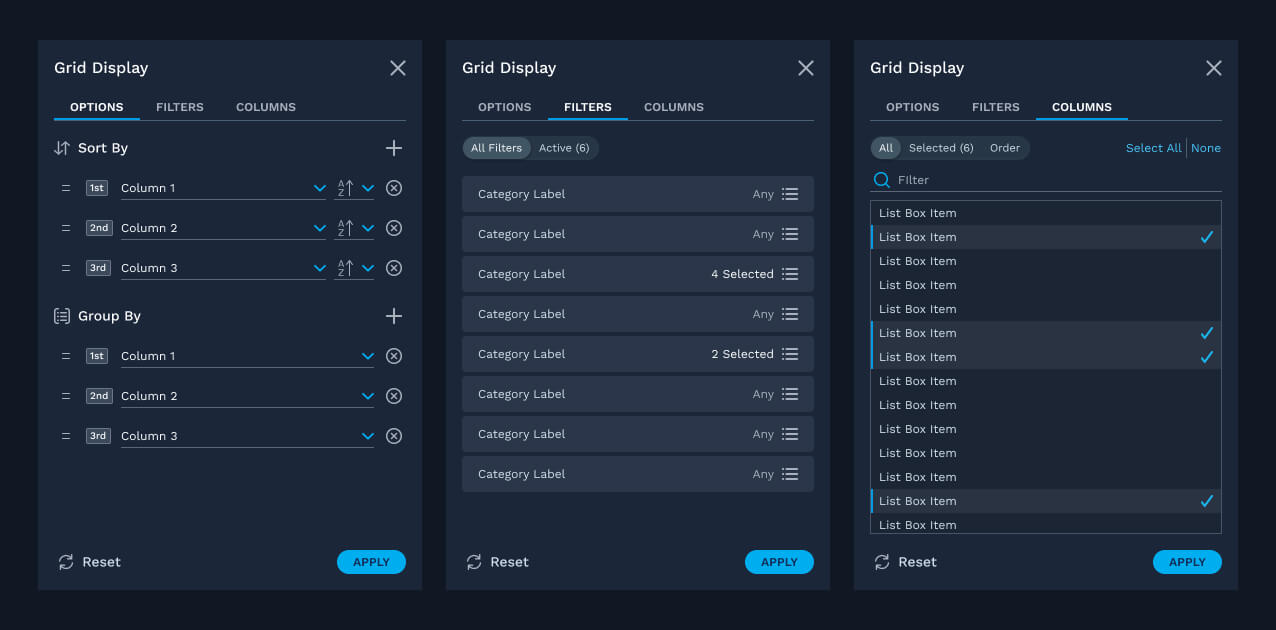 Grid Display
OPTIONS FILTERS COLUMNS
Sort By
1st Column 1 A Z
2nd Column 2 A Z
3rd Column 3 A Z
Group By
1st Column 1
2nd Column 2
3rd Column 3
Reset APPLY
Grid Display
OPTIONS FILTERS COLUMNS
All Filters Active (6)
Category Label Any
Category Label Any
Category Label 4 Selected
Category Label Any
Category Label 2 Selected
Category Label Any
Category Label Any
Category Label Any
Reset APPLY
Grid Display
OPTIONS FILTERS COLUMNS
All Selected (6) Order Select All None
FIlter
List Box Item
List Box Item
List Box Item
List Box Item
List Box Item
List Box Item
List Box Item
List Box Item
List Box Item
List Box Item
List Box Item
List Box Item
List Box Item
List Box Item
Reset APPLY